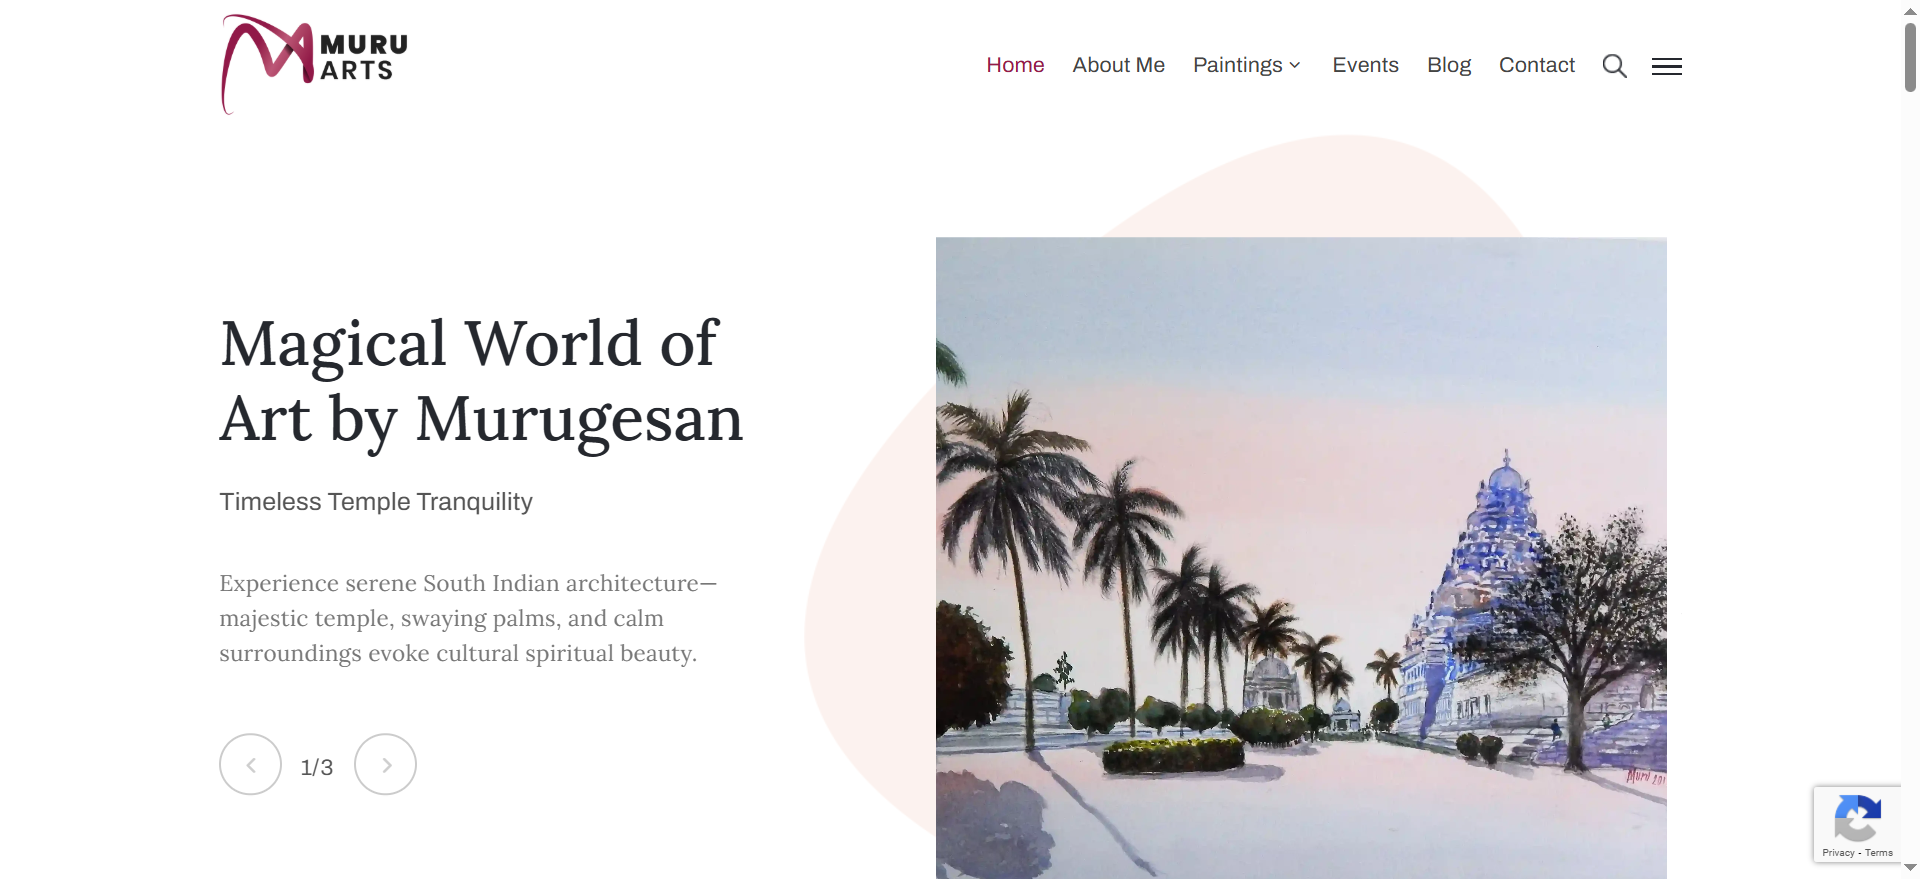 MURU
ARTS
Home About Me Paintings Events Blog Contact
Magical World of
Art by Murugesan
Timeless Temple Tranquility
Experience serene South Indian architecture—
majestic temple, swaying palms, and calm
surroundings evoke cultural spiritual beauty.
1/3
Muru 201
Privacy - Terms